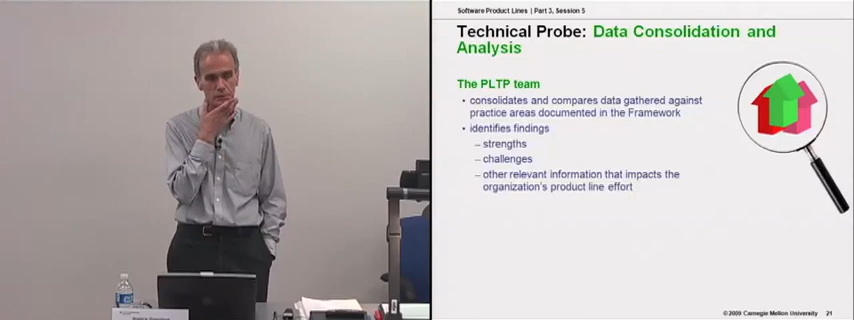 Software Product Lines | Part 3, Session 5
Technical Probe: Data Consolidation and
Analysis
The PLTP team
• consolidates and compares data gathered against
practice areas documented in the Framework
• identifies findings
– strengths
– challenges
– other relevant information that impacts the
organization's product line effort
© 2009 Carnegie Mellon University 21